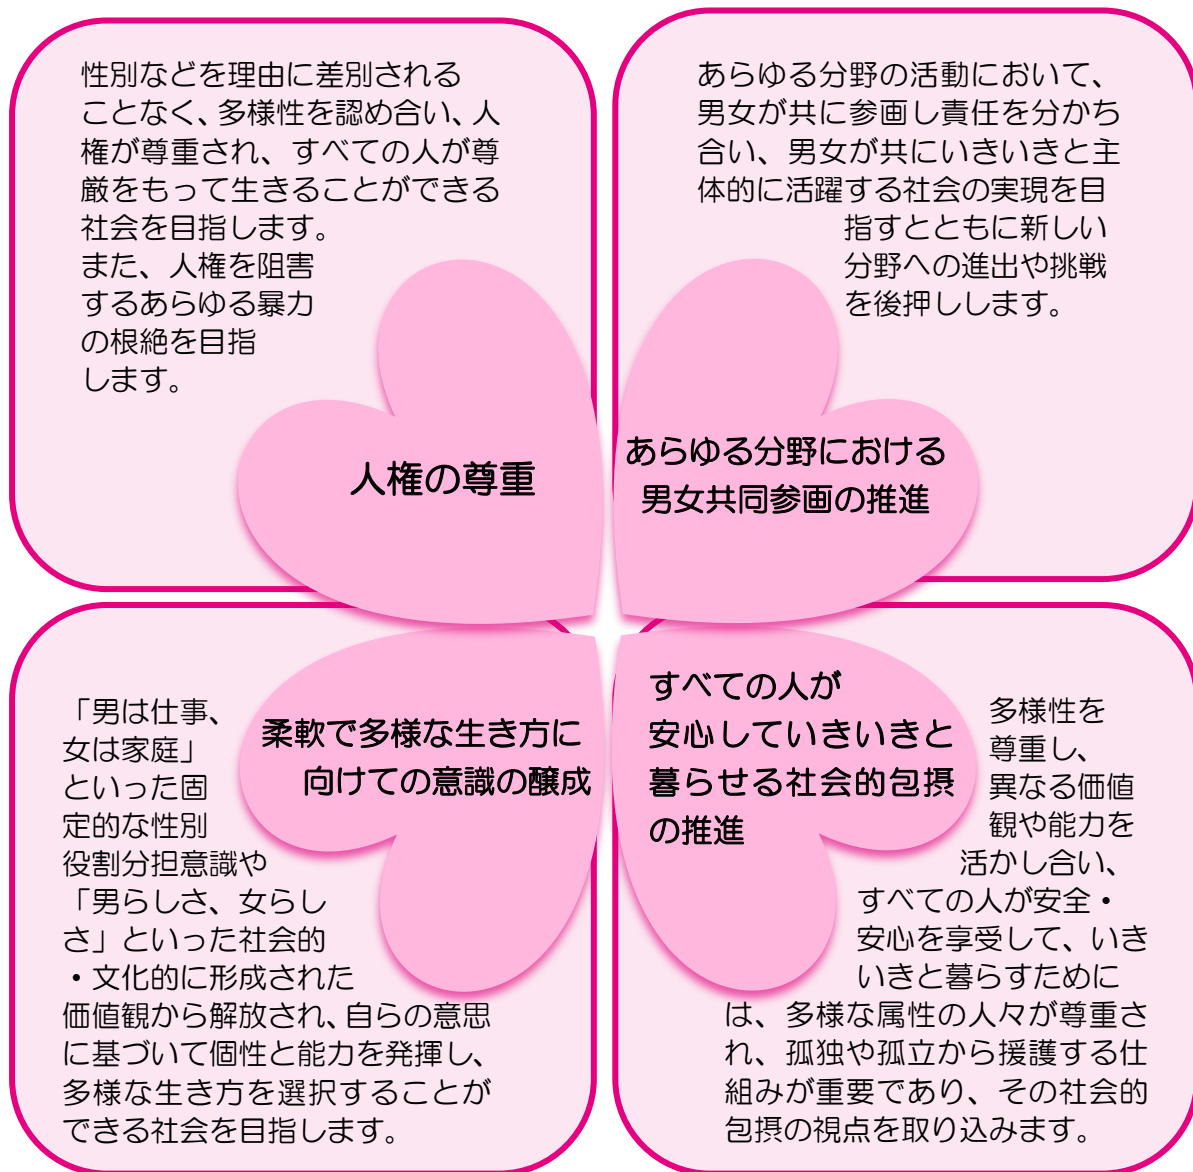 性別などを理由に差別される
ことなく、多様性を認め合い、人
権が尊重され、すべての人が尊
厳をもって生きることができる
社会を目指します。
また、人権を阻害
するあらゆる暴力
の根絶を目指
します。
人権の尊重
あらゆる分野の活動において、
男女が共に参画し責任を分かち
合い、男女が共にいきいきと主
体的に活躍する社会の実現を目
指すとともに新しい
分野への進出や挑戦
を後押しします。
あらゆる分野における
男女共同参画の推進
「男は仕事、
女は家庭」
といった固
定的な性別
役割分担意識や
「男らしさ、女らし
さ」といった社会的
・文化的に形成された
価値観から解放され、自らの意思
に基づいて個性と能力を発揮し、
多様な生き方を選択することが
できる社会を目指します。
柔軟で多様な生き方に
向けての意識の醸成
すべての人が
安心していきいきと
暮らせる社会的包摂
の推進
多様性を
尊重し、
異なる価値
観や能力を
活かし合い、
すべての人が安全・
安心を享受して、いき
いきと暮らすために
は、多様な属性の人々が尊重さ
れ、孤独や孤立から援護する仕
組みが重要であり、その社会的
包摂の視点を取り込みます。